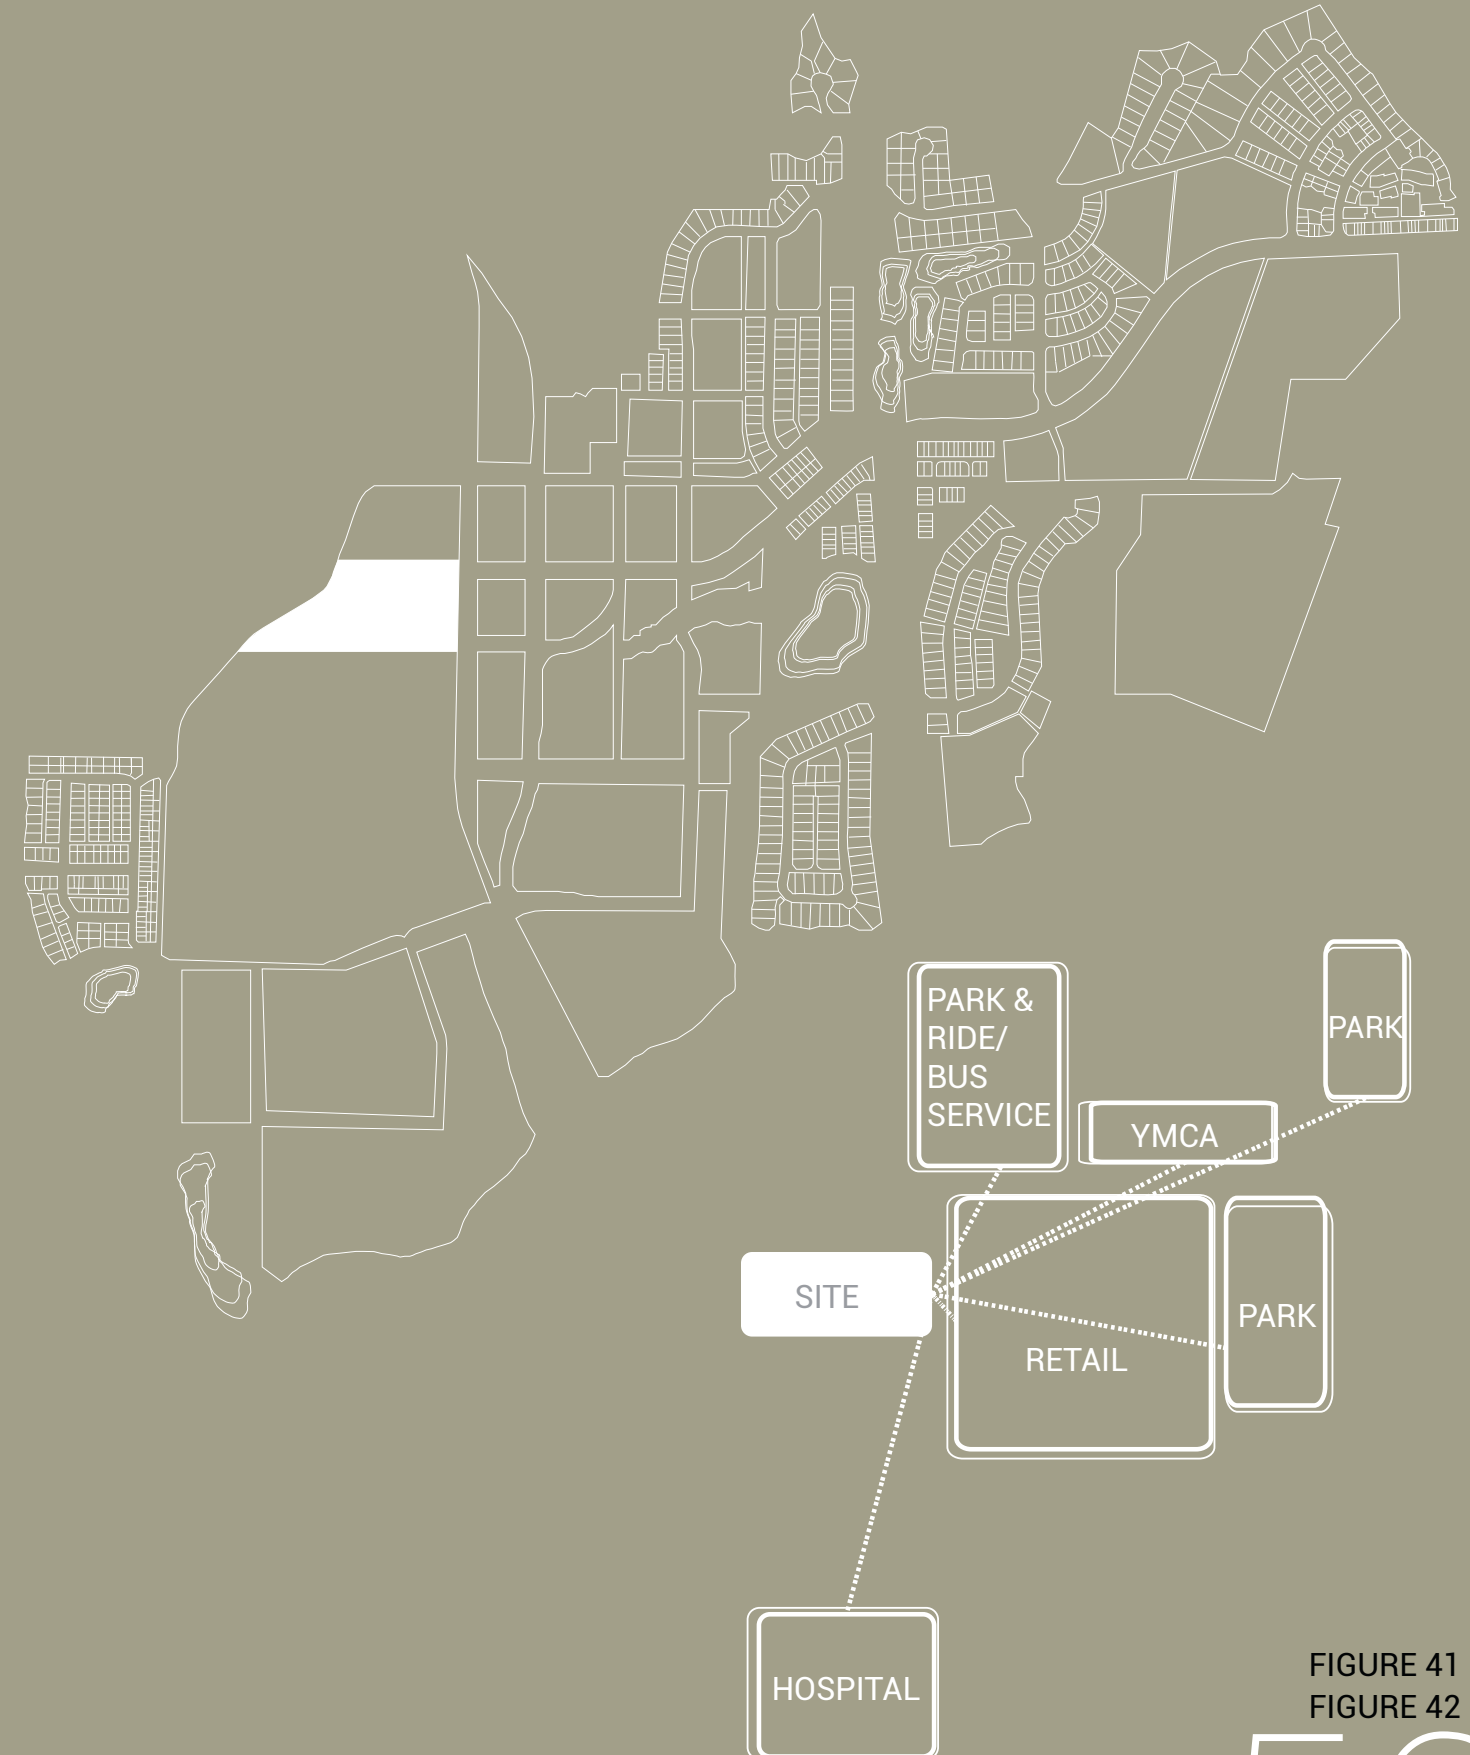 PARK &
RIDE/
BUS
SERVICE
PARK
YMCA
SITE
PARK
RETAIL
HOSPITAL
FIGURE 41
FIGURE 42